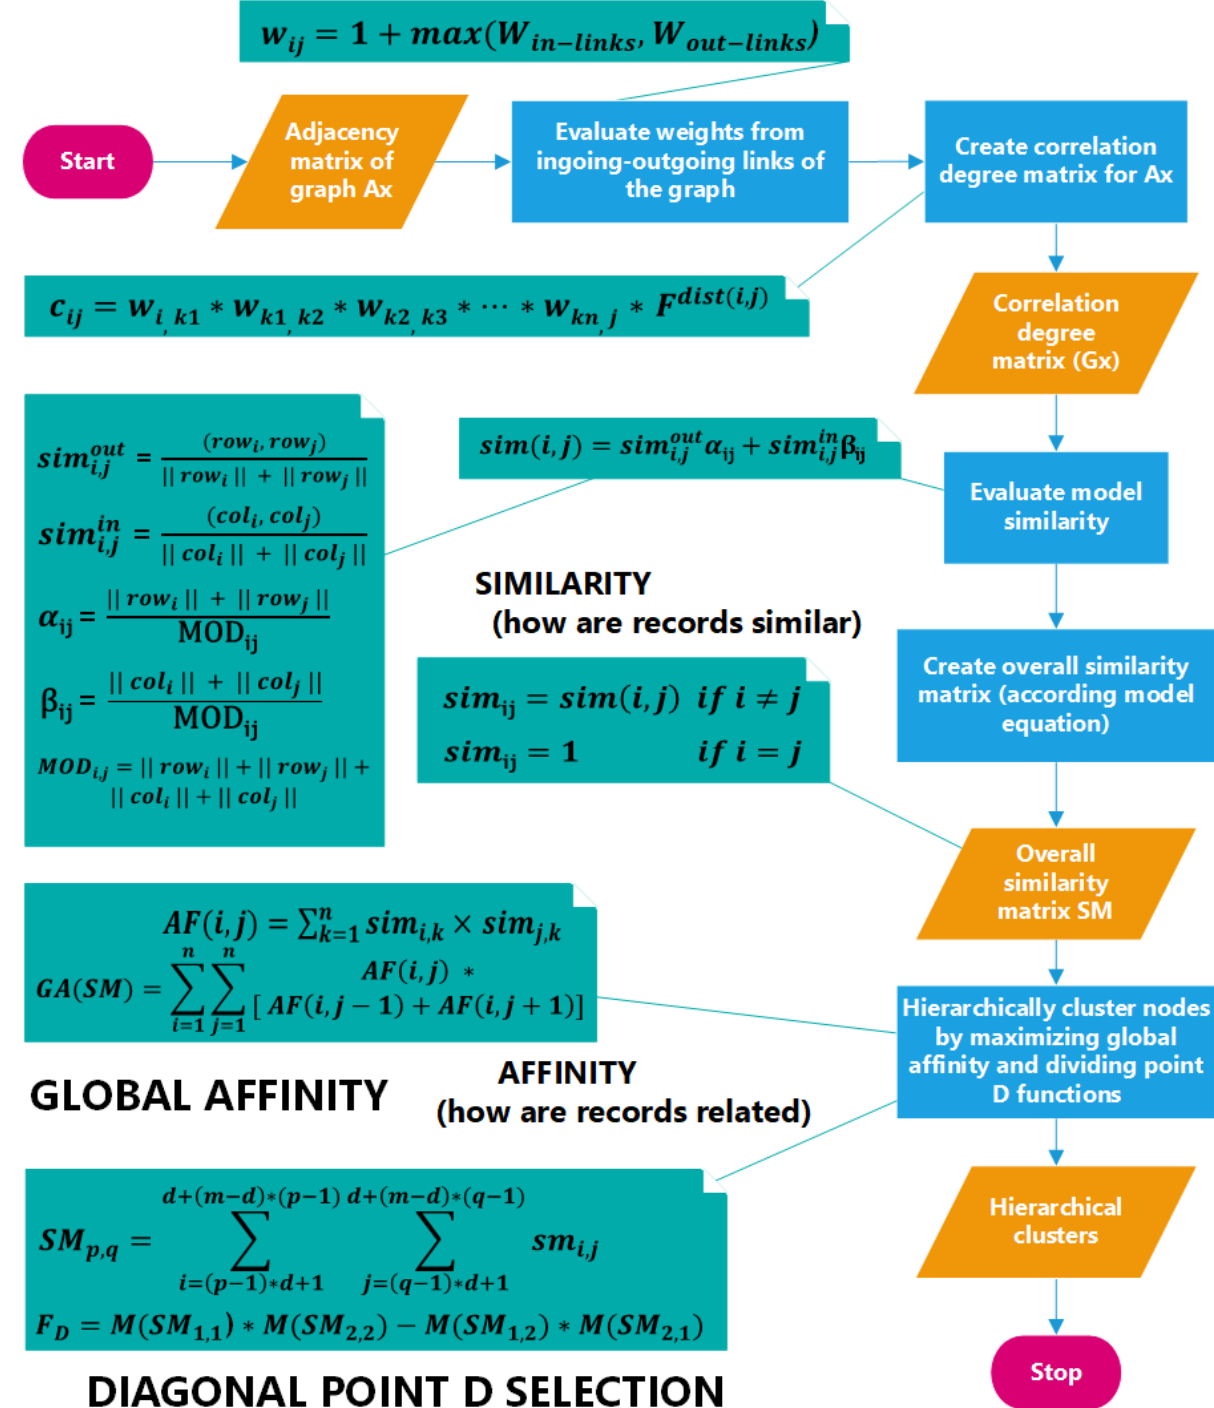 w_ij = 1 + max(W_in−links, W_out−links)
Start
Adjacency
matrix of
graph Ax
Evaluate weights from
ingoing-outgoing links of
the graph
Create correlation
degree matrix for Ax
c_ij = w_i, k1 * w_k1, k2 * w_k2, k3 * ⋯ * w_kn, j * F^dist(i,j)
Correlation
degree
matrix (Gx)
sim^out_i,j = (row_i, row_j) / || row_i || + || row_j ||
sim^in_i,j = (col_i, col_j) / || col_i || + || col_j ||
α_ij = || row_i || + || row_j || / MOD_ij
β_ij = || col_i || + || col_j || / MOD_ij
MOD_i,j = || row_i || + || row_j || +
|| col_i || + || col_j ||
sim(i, j) = sim^out_i,j α_ij + sim^in_i,j β_ij
Evaluate model
similarity
SIMILARITY
(how are records similar)
Create overall similarity
matrix (according model
equation)
sim_ij = sim(i, j) if i ≠ j
sim_ij = 1 if i = j
Overall
similarity
matrix SM
AF(i, j) = ∑^n_k=1 sim_i,k × sim_j,k
GA(SM) = ∑^n_i=1 ∑^n_j=1 AF(i, j) *
[ AF(i, j − 1) + AF(i, j + 1)]
Hierarchically cluster nodes
by maximizing global
affinity and dividing point
D functions
GLOBAL AFFINITY
AFFINITY
(how are records related)
SM_p,q = ∑^d+(m−d)*(p−1)_i=(p−1)*d+1 ∑^d+(m−d)*(q−1)_j=(q−1)*d+1 sm_i,j
F_D = M(SM_1,1) * M(SM_2,2) − M(SM_1,2) * M(SM_2,1)
Hierarchical
clusters
DIAGONAL POINT D SELECTION
Stop